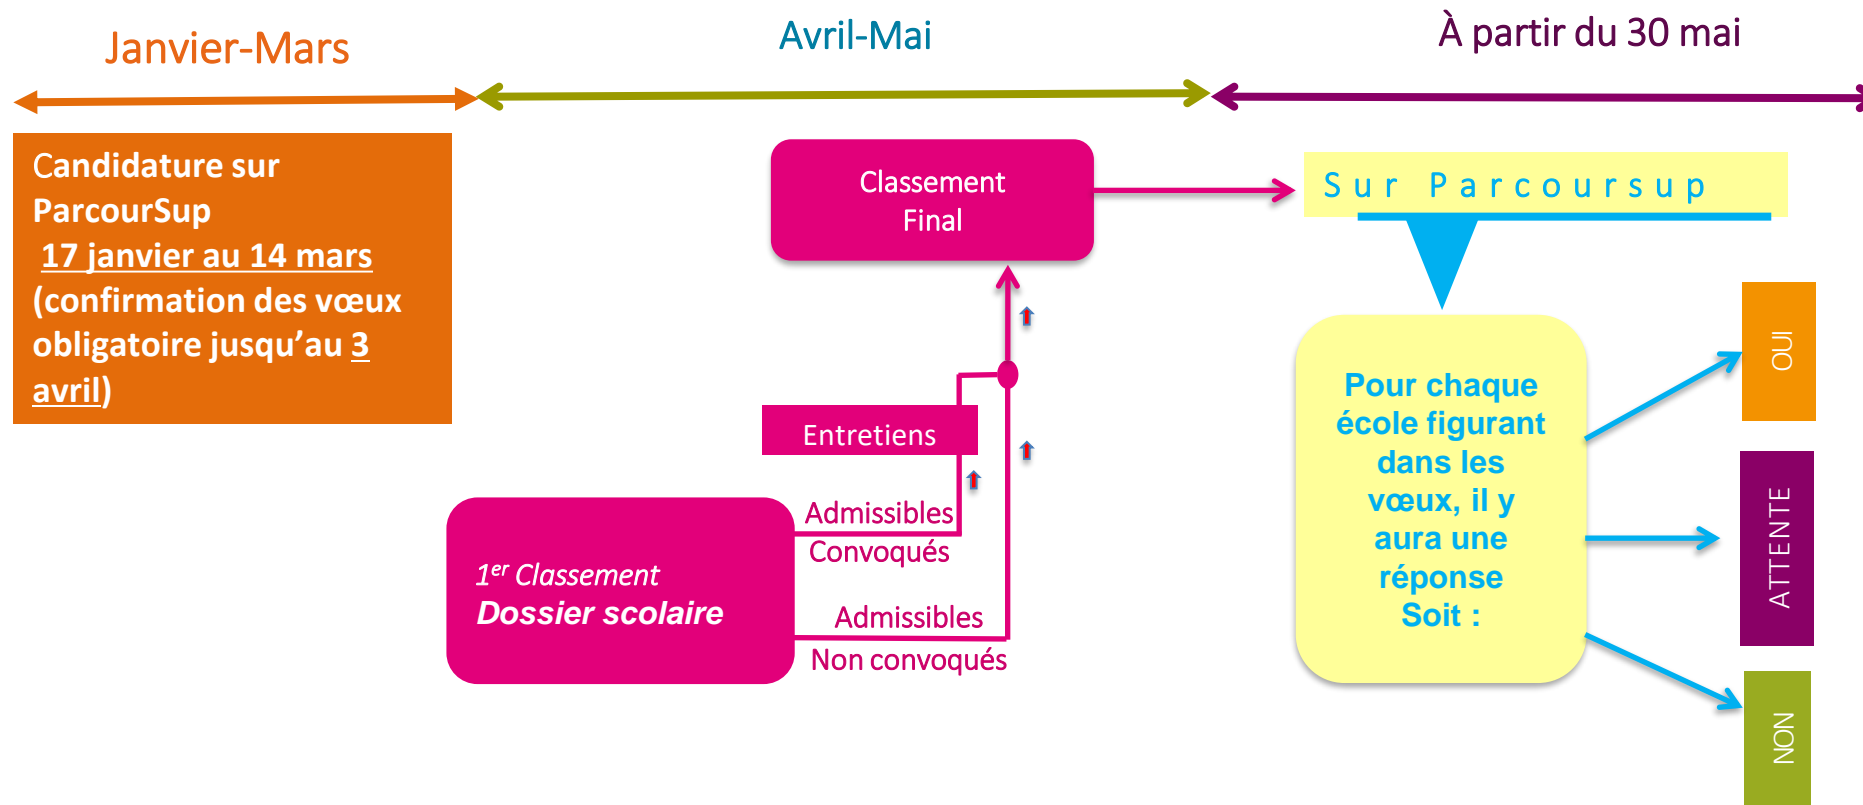 Janvier-Mars
Avril-Mai
À partir du 30 mai
Candidature sur
ParcourSup
17 janvier au 14 mars
(confirmation des vœux
obligatoire jusqu’au 3
avril)
Classement
Final
Entretiens
1er Classement
Dossier scolaire
Admissibles
Convoqués
Admissibles
Non convoqués
Sur Parcoursup
Pour chaque
école figurant
dans les
vœux, il y
aura une
réponse
Soit :
OUI
ATTENTE
NON